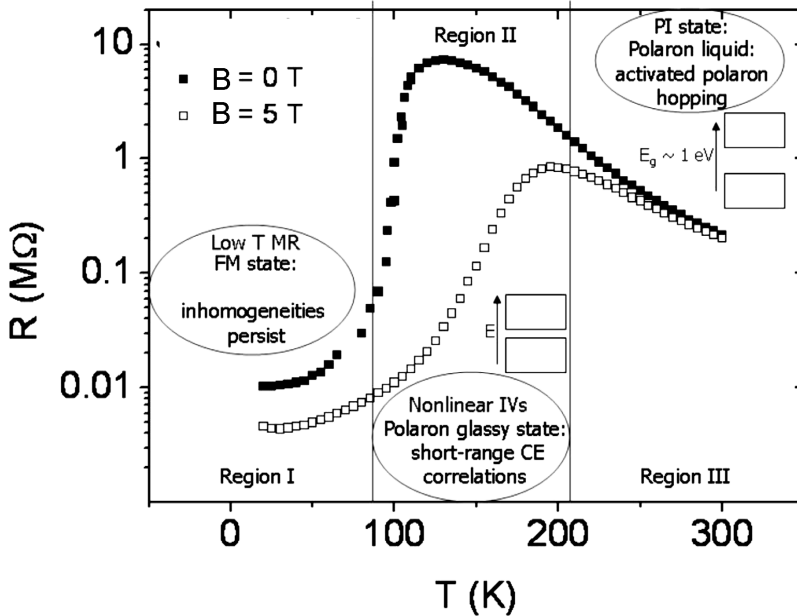 Region II
PI state:
Polaron liquid:
activated polaron
hopping
B = 0 T
B = 5 T
E_g ~ 1 eV
Low T MR
FM state:
inhomogeneities
persist
E
Nonlinear IVs
Polaron glassy state:
short-range CE
correlations
Region I
Region III
10
1
0.1
0.01
R (MΩ)
0
100
200
300
T (K)